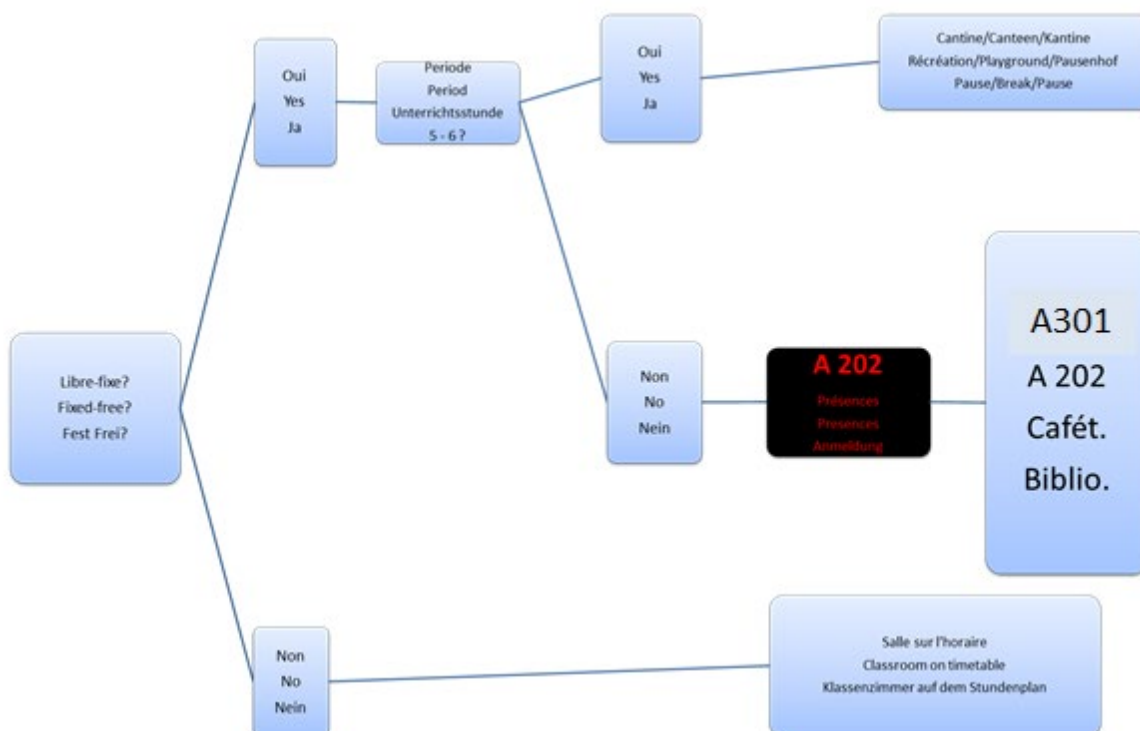 Oui
Yes
Ja
Periode
Period
Unterrichtsstunde
5 - 6 ?
Oui
Yes
Ja
Cantine/Canteen/Kantine
Récréation/Playground/Pausenhof
Pause/Break/Pause
Libre-fixe?
Fixed-free?
Fest Frei?
Non
No
Nein
A 202
Présences
Presences
Anmeldung
A301
A 202
Cafét.
Biblio.
Non
No
Nein
Salle sur l'horaire
Classroom on timetable
Klassenzimmer auf dem Stundenplan